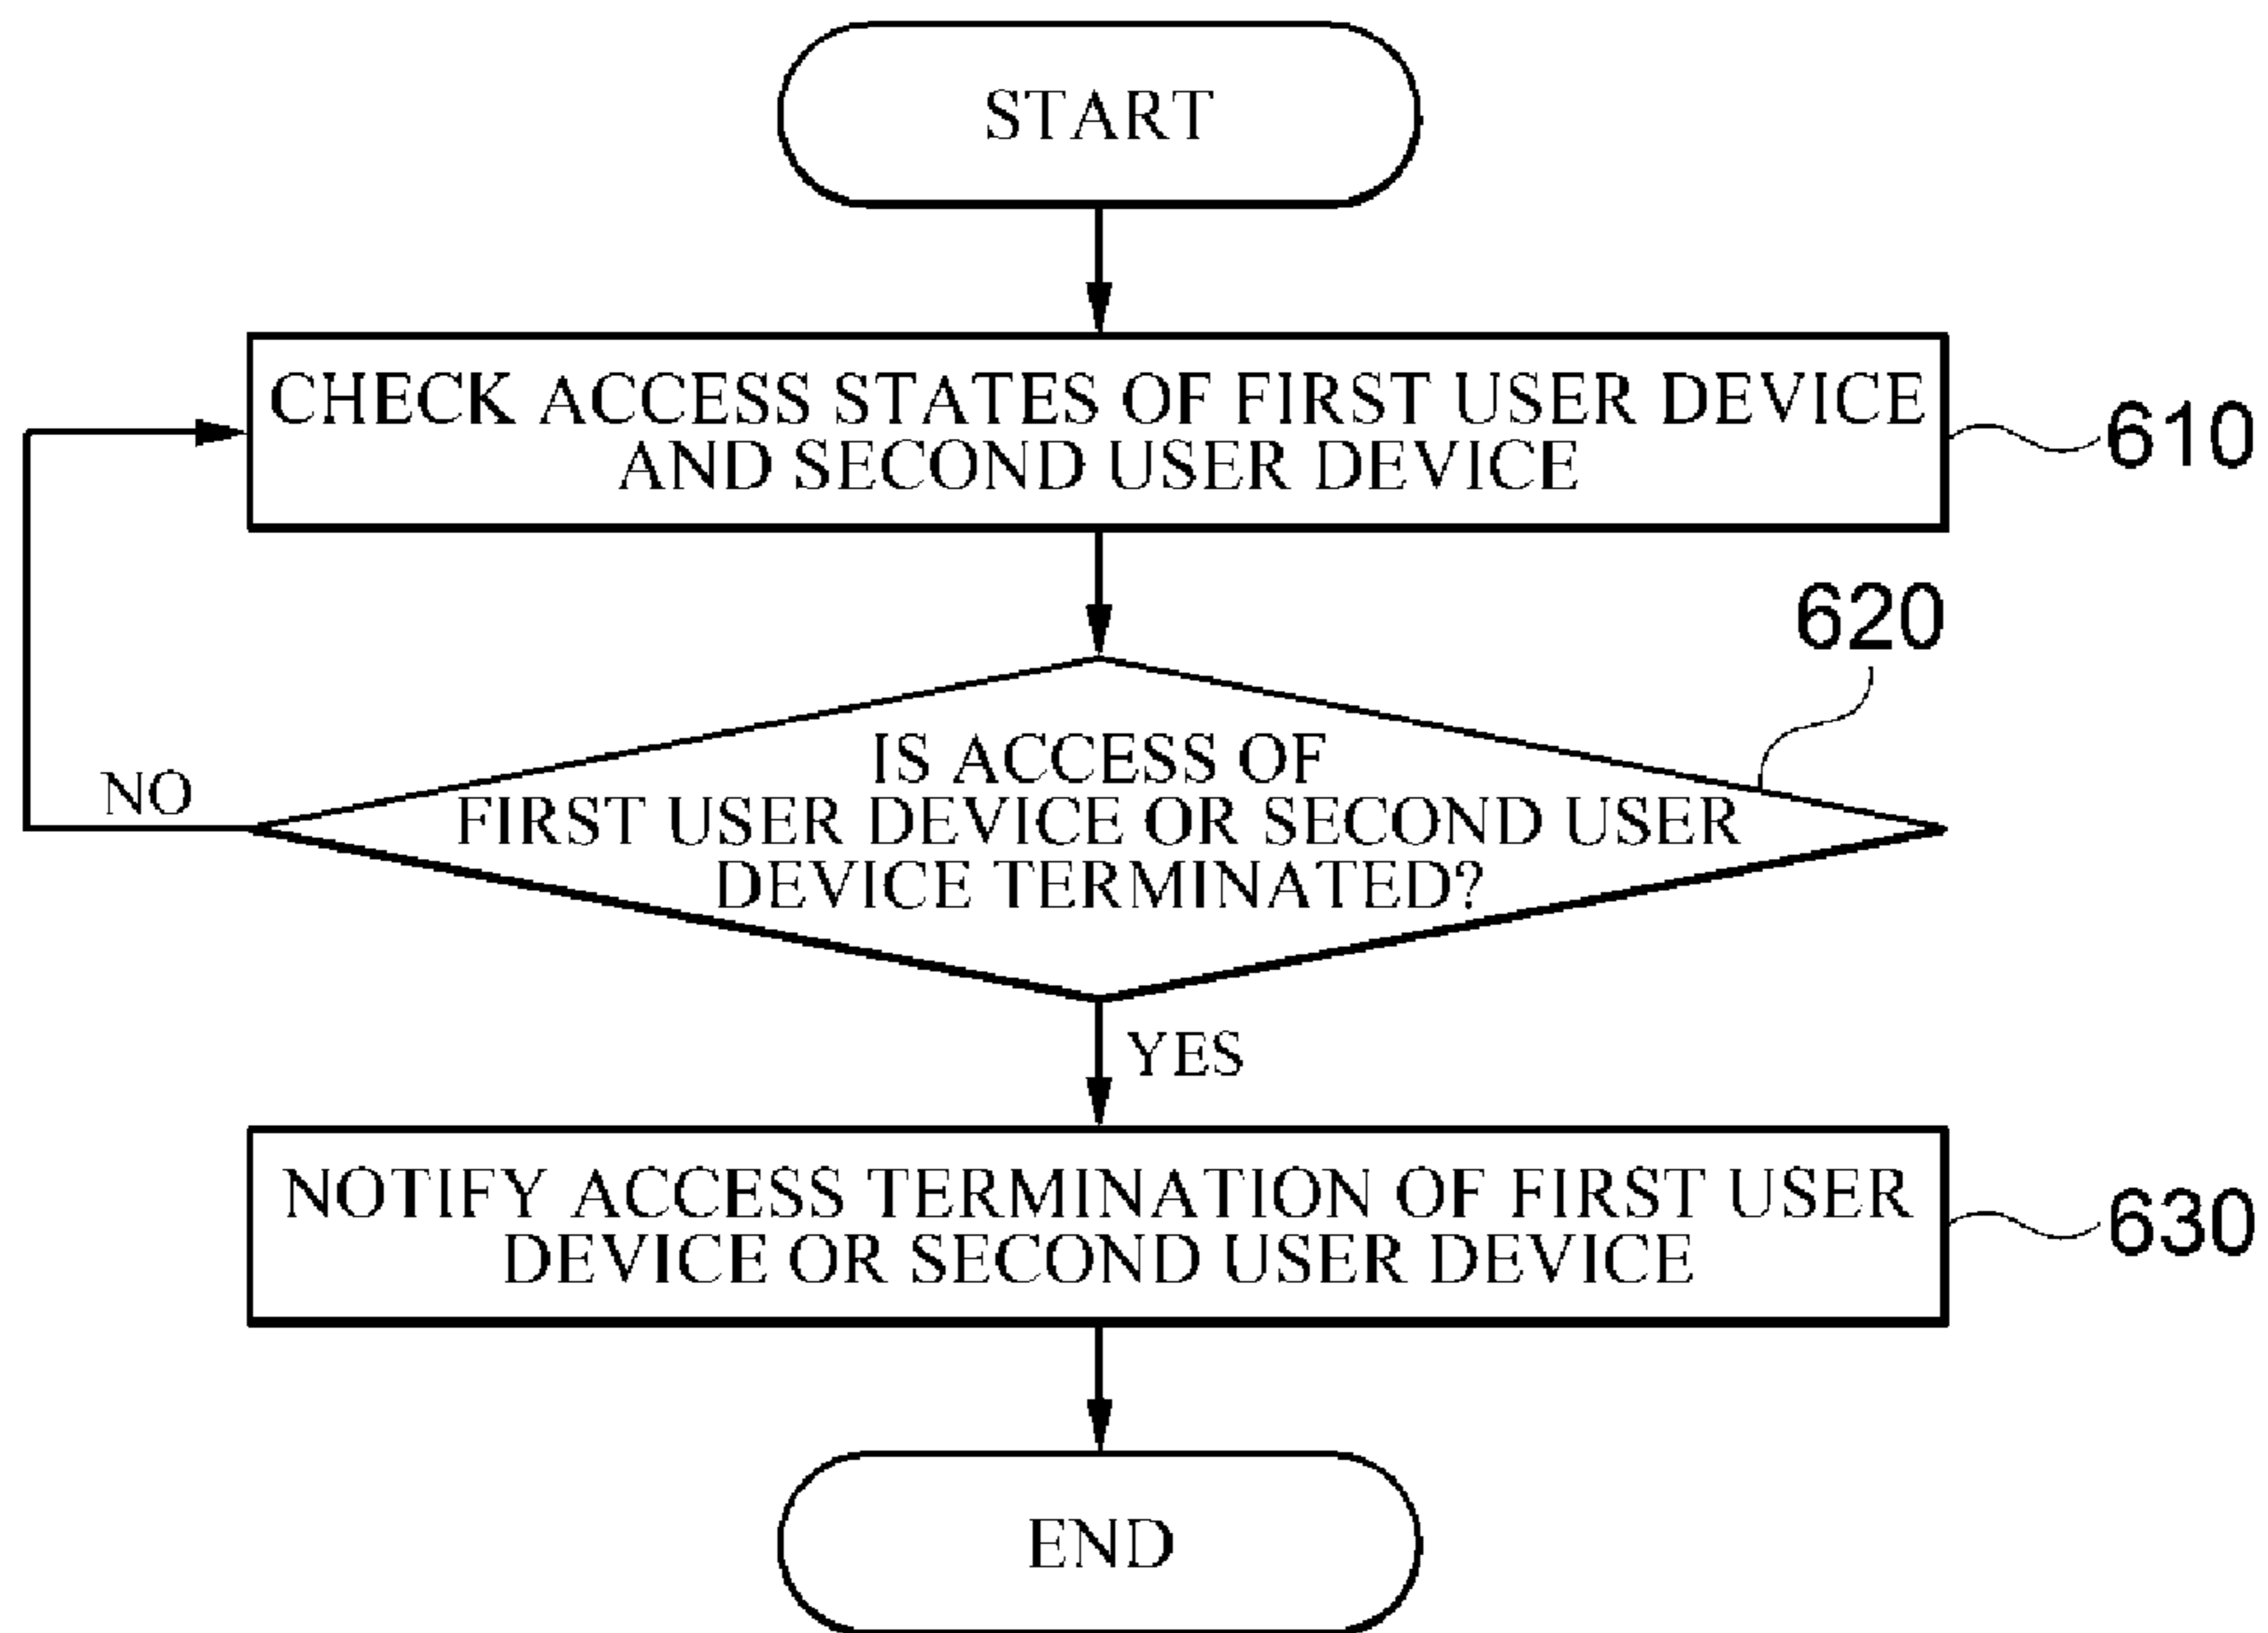 START
CHECK ACCESS STATES OF FIRST USER DEVICE
AND SECOND USER DEVICE
610
620
IS ACCESS OF
FIRST USER DEVICE OR SECOND USER
DEVICE TERMINATED?
NO
YES
NOTIFY ACCESS TERMINATION OF FIRST USER
DEVICE OR SECOND USER DEVICE
630
END